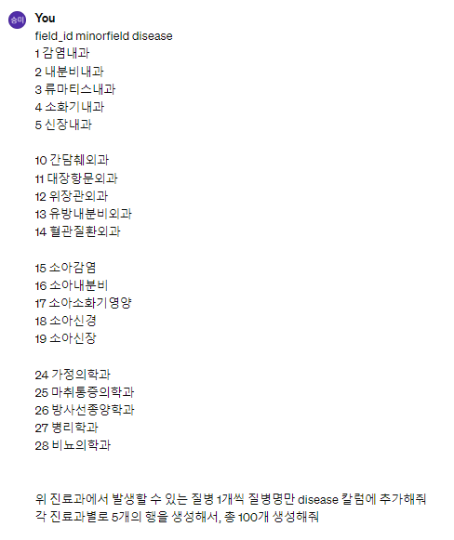 송미
You
field_id minorfield disease
1 감염내과
2 내분비내과
3 류마티스내과
4 소화기내과
5 신장내과
10 간담췌외과
11 대장항문외과
12 위장관외과
13 유방내분비외과
14 혈관질환외과
15 소아감염
16 소아내분비
17 소아소화기영양
18 소아신경
19 소아신장
24 가정의학과
25 마취통증의학과
26 방사선종양학과
27 병리학과
28 비뇨의학과
위 진료과에서 발생할 수 있는 질병 1개씩 질병명만 disease 칼럼에 추가해줘
각 진료과별로 5개의 행을 생성해서, 총 100개 생성해줘